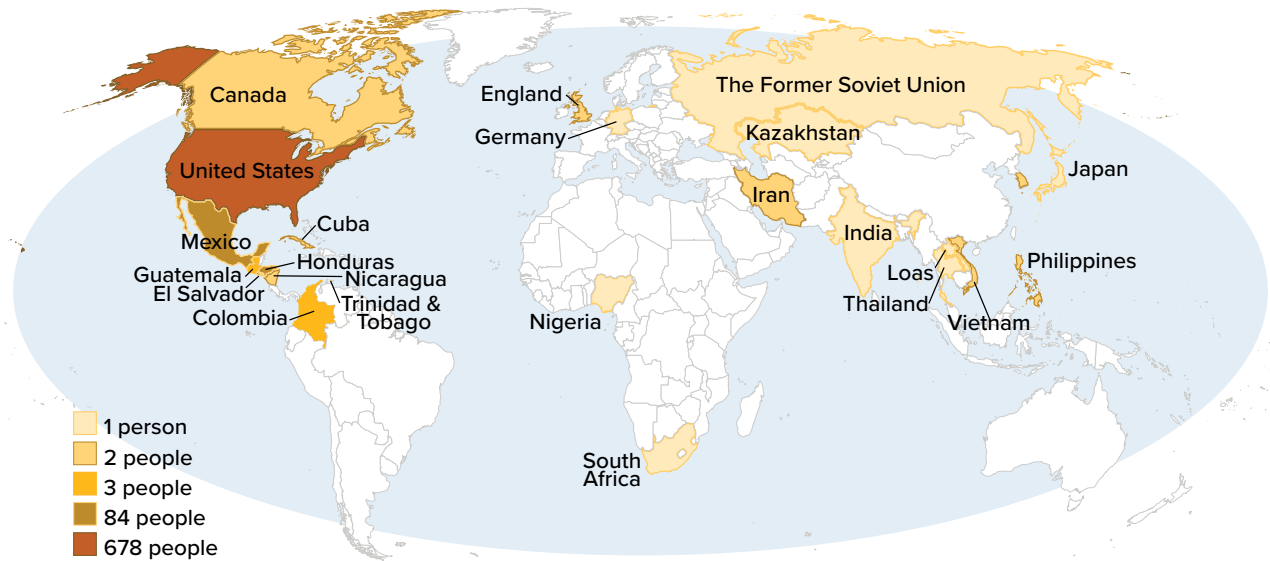 Canada
United States
Mexico
Cuba
Honduras
Guatemala
Nicaragua
El Salvador
Trinidad &
Tobago
Colombia
England
Germany
The Former Soviet Union
Kazakhstan
Japan
Iran
India
Loas
Philippines
Thailand
Vietnam
Nigeria
South
Africa
1 person
2 people
3 people
84 people
678 people